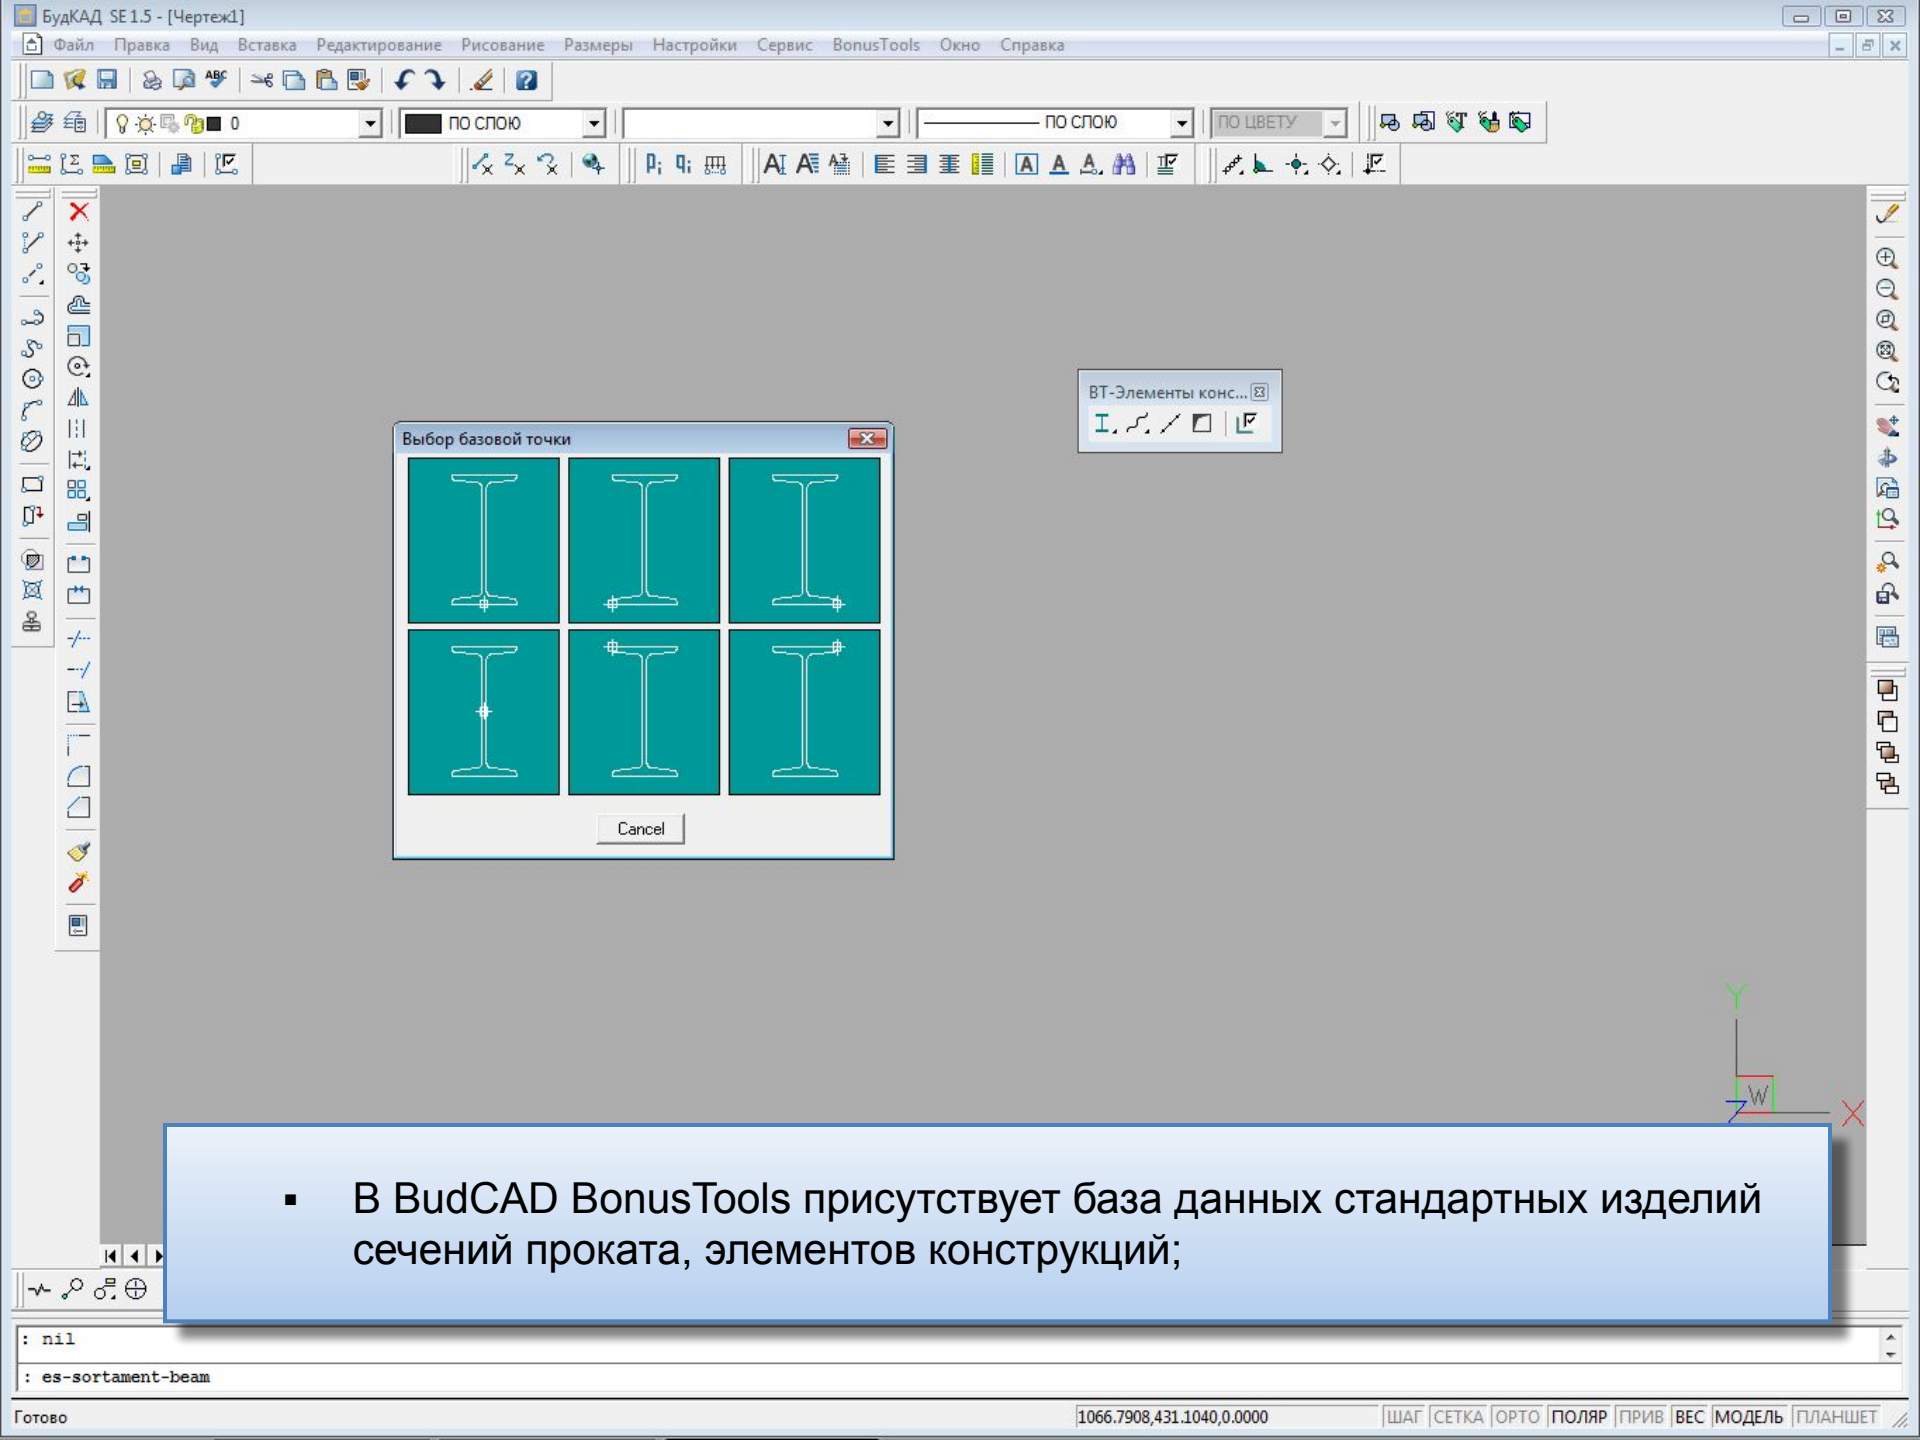 БудКАД SE 1.5 - [Чертеж1]
Файл Правка Вид Вставка Редактирование Рисование Размеры Настройки Сервис BonusTools Окно Справка
ABC
0 ПО СЛОЮ ПО СЛОЮ ПО ЦВЕТУ
ВТ-Элементы конс...
Выбор базовой точки
Cancel
Y
W
Z
X
▪ В BudCAD BonusTools присутствует база данных стандартных изделий
сечений проката, элементов конструкций;
: nil
: es-sortament-beam
Готово 1066.7908,431.1040,0.0000 ШАГ СЕТКА ОРТО ПОЛЯР ПРИВ ВЕС МОДЕЛЬ ПЛАНШЕТ